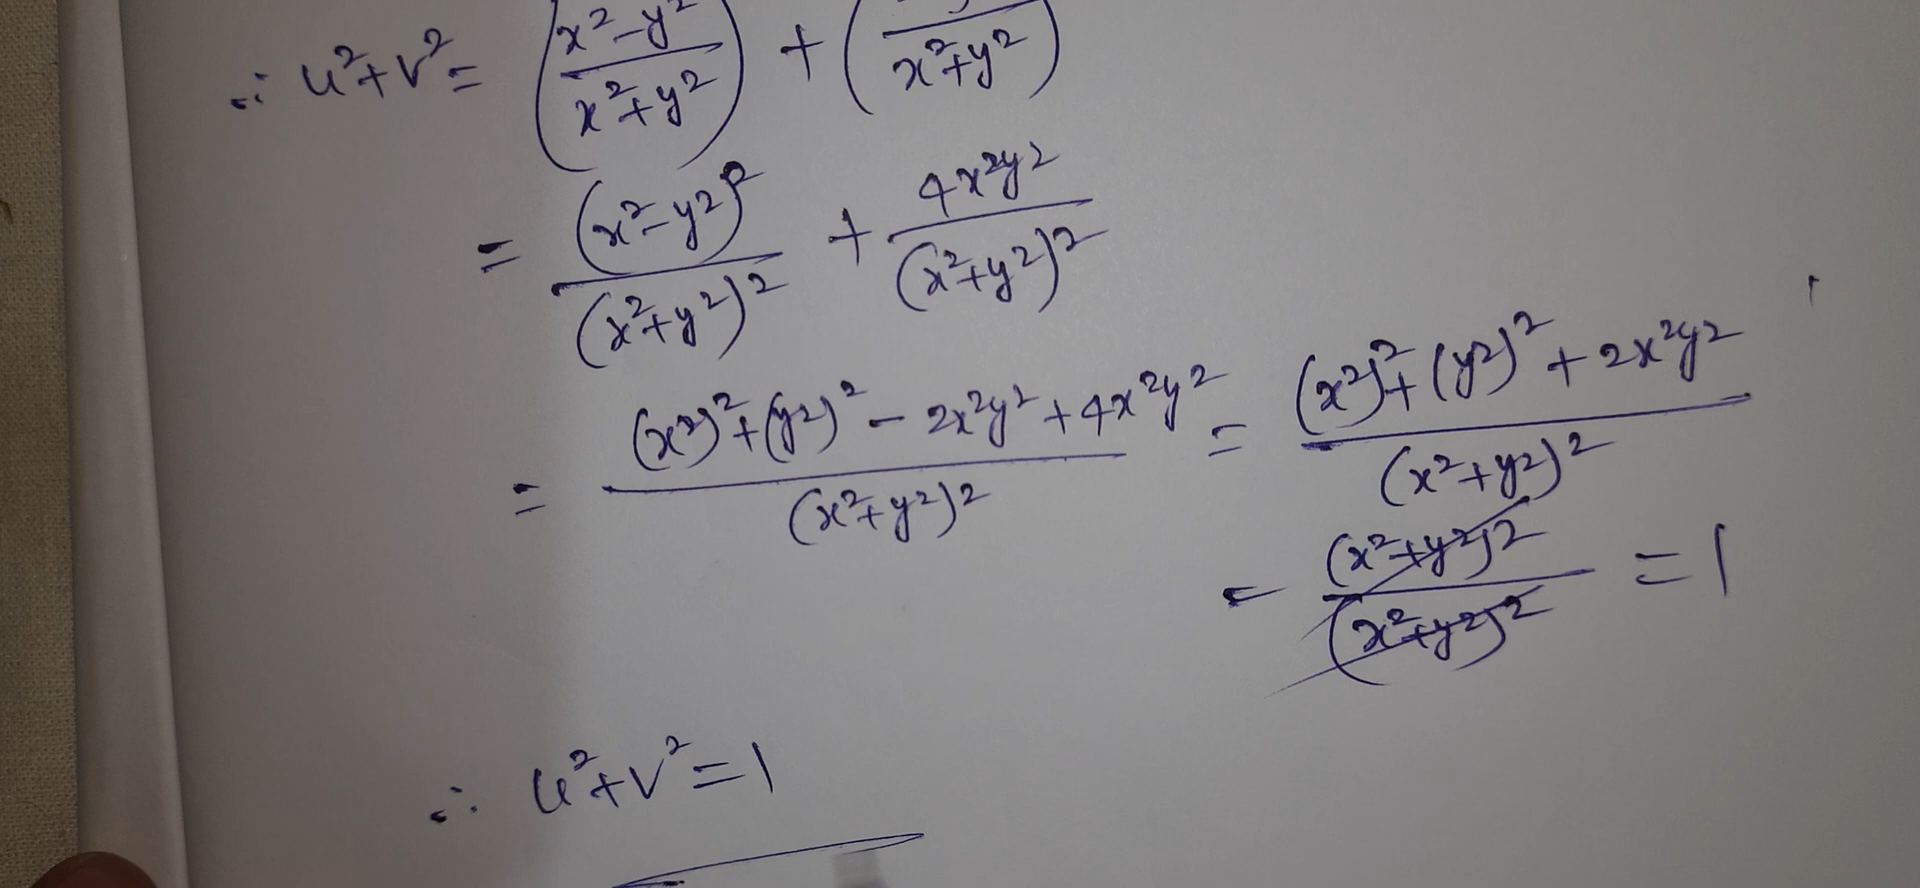 ∴ u²+v² = (x²-y²/x²+y²) + (/x²+y²)
= (x²-y²)²/(x²+y²)² + 4x²y²/(x²+y²)²
= (x²)²+(y²)²-2x²y²+4x²y²/(x²+y²)² = (x²)²+(y²)²+2x²y²/(x²+y²)²
= (x²+y²)²/(x²+y²)² = 1
∴ u²+v²=1